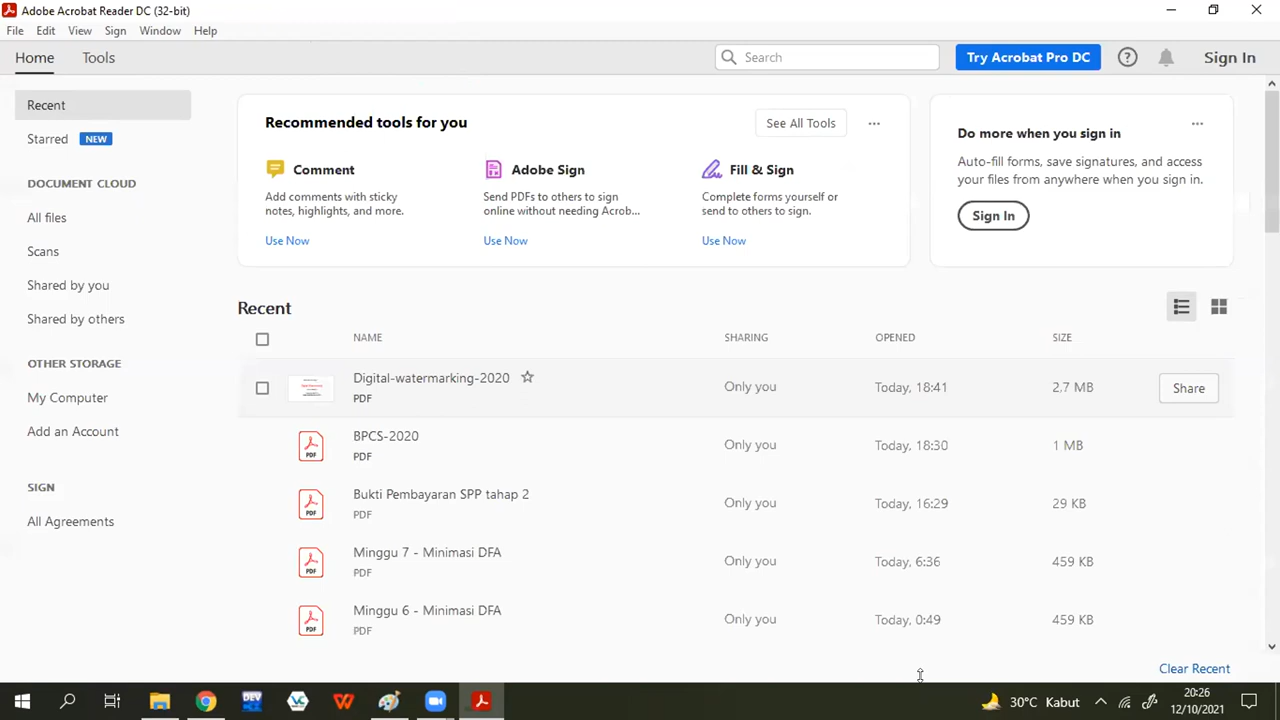 Adobe Acrobat Reader DC (32-bit)
File Edit View Sign Window Help
Home Tools Search Try Acrobat Pro DC Sign In
Recent
Starred NEW
DOCUMENT CLOUD
All files
Scans
Shared by you
Shared by others
OTHER STORAGE
My Computer
Add an Account
SIGN
All Agreements
Recommended tools for you See All Tools
Comment
Add comments with sticky
notes, highlights, and more.
Use Now
Adobe Sign
Send PDFs to others to sign
online without needing Acrob...
Use Now
Fill & Sign
Complete forms yourself or
send to others to sign.
Use Now
Do more when you sign in
Auto-fill forms, save signatures, and access
your files from anywhere when you sign in.
Sign In
Recent
NAME SHARING OPENED SIZE
Digital-watermarking-2020 Only you Today, 18:41 2,7 MB Share
PDF
BPCS-2020 Only you Today, 18:30 1 MB
PDF
Bukti Pembayaran SPP tahap 2 Only you Today, 16:29 29 KB
PDF
Minggu 7 - Minimasi DFA Only you Today, 6:36 459 KB
PDF
Minggu 6 - Minimasi DFA Only you Today, 0:49 459 KB
PDF
Clear Recent
30°C Kabut 20:26
12/10/2021